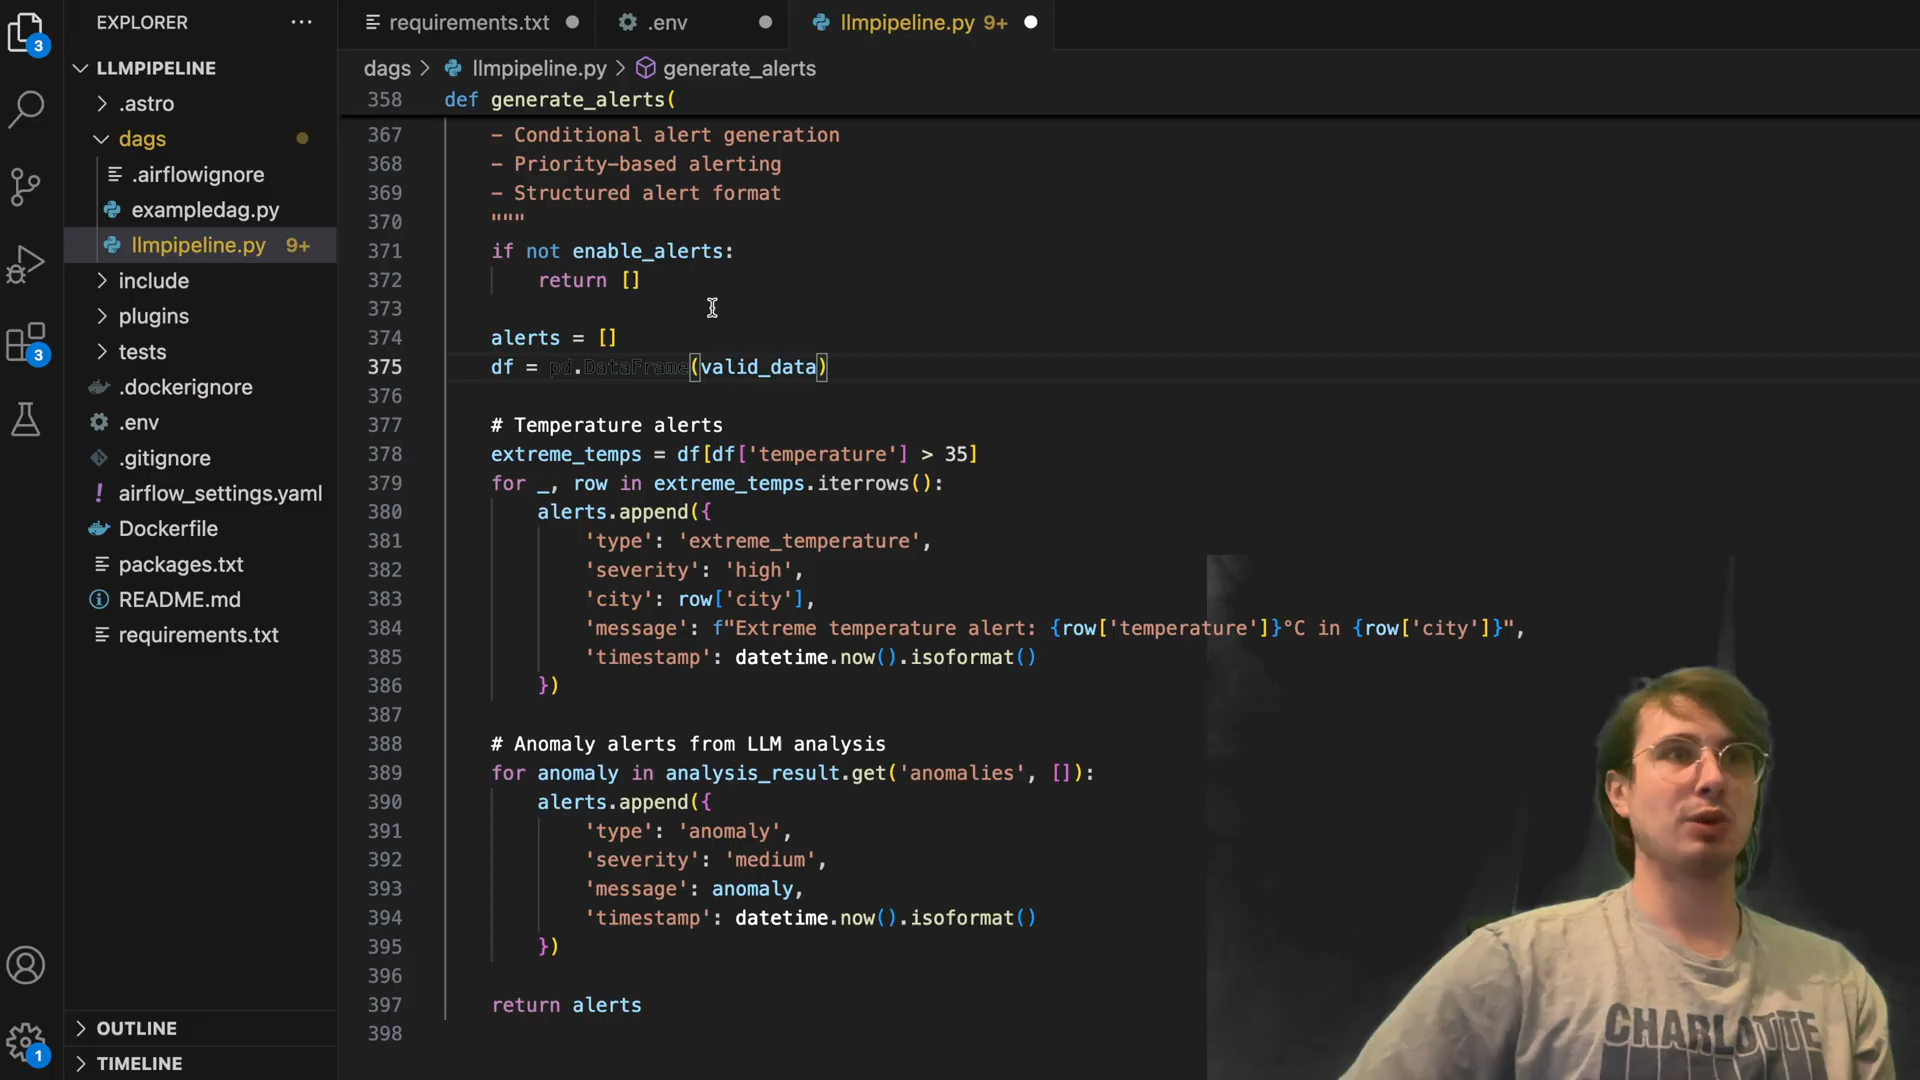 EXPLORER
LLMPIPELINE
.astro
dags
.airflowignore
exampledag.py
llmpipeline.py 9+
include
plugins
tests
.dockerignore
.env
.gitignore
! airflow_settings.yaml
Dockerfile
packages.txt
README.md
requirements.txt
OUTLINE
TIMELINE
3
3
1
requirements.txt
.env
llmpipeline.py 9+
dags > llmpipeline.py > generate_alerts
358 def generate_alerts(
367 - Conditional alert generation
368 - Priority-based alerting
369 - Structured alert format
370 """
371 if not enable_alerts:
372 return []
373
374 alerts = []
375 df = pd.DataFrame(valid_data)
376
377 # Temperature alerts
378 extreme_temps = df[df['temperature'] > 35]
379 for _, row in extreme_temps.iterrows():
380 alerts.append({
381 'type': 'extreme_temperature',
382 'severity': 'high',
383 'city': row['city'],
384 'message': f"Extreme temperature alert: {row['temperature']}°C in {row['city']}",
385 'timestamp': datetime.now().isoformat()
386 })
387
388 # Anomaly alerts from LLM analysis
389 for anomaly in analysis_result.get('anomalies', []):
390 alerts.append({
391 'type': 'anomaly',
392 'severity': 'medium',
393 'message': anomaly,
394 'timestamp': datetime.now().isoformat()
395 })
396
397 return alerts
398
CHARLOTTE